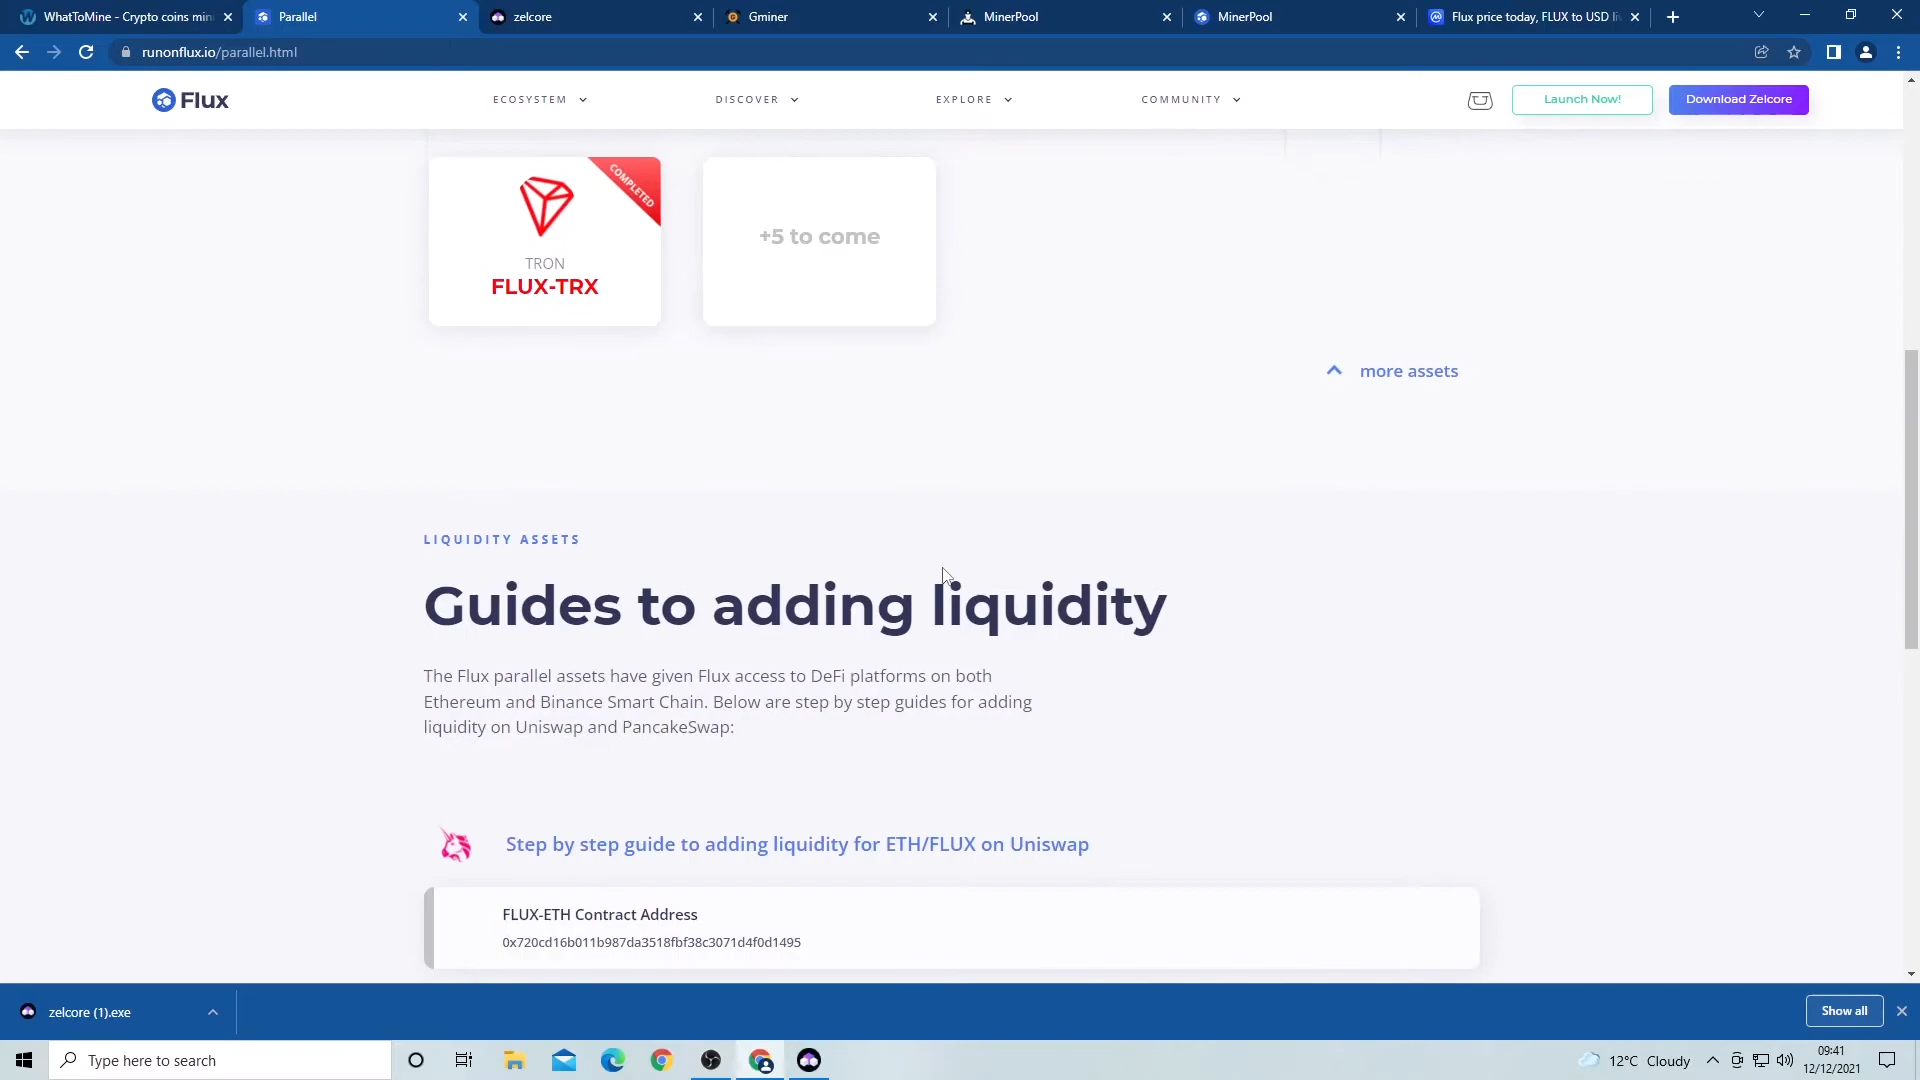 WhatToMine - Crypto coins min
Parallel
zelcore
Gminer
MinerPool
MinerPool
Flux price today, FLUX to USD li
runonflux.io/parallel.html
Flux
ECOSYSTEM
DISCOVER
EXPLORE
COMMUNITY
Launch Now!
Download Zelcore
COMPLETED
TRON
FLUX-TRX
+5 to come
more assets
LIQUIDITY ASSETS
Guides to adding liquidity
The Flux parallel assets have given Flux access to DeFi platforms on both
Ethereum and Binance Smart Chain. Below are step by step guides for adding
liquidity on Uniswap and PancakeSwap:
Step by step guide to adding liquidity for ETH/FLUX on Uniswap
FLUX-ETH Contract Address
0x720cd16b011b987da3518fbf38c3071d4f0d1495
zelcore (1).exe
Show all
Type here to search
12°C Cloudy
09:41
12/12/2021